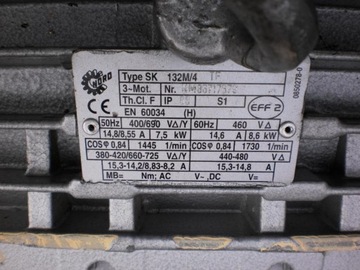 NORD
Type SK 132M/4 TF
3~Mot. Nr.
Th.Cl. F IP S1
CE EN 60034 (H) EFF 2
50Hz 400/690 VΔ/Y 60Hz 460 VΔ
14,8/8,55 A 7,5 kW 14,6 A 8,6 kW
COSφ 0,84 1445 1/min COSφ 0,84 1730 1/min
380-420/660-725 VΔ/Y 440-480 VΔ
15,3-14,2/8,83-8,2 A 15,3-14,8 A
MB= Nm; AC V~,DC V=
0850278-0